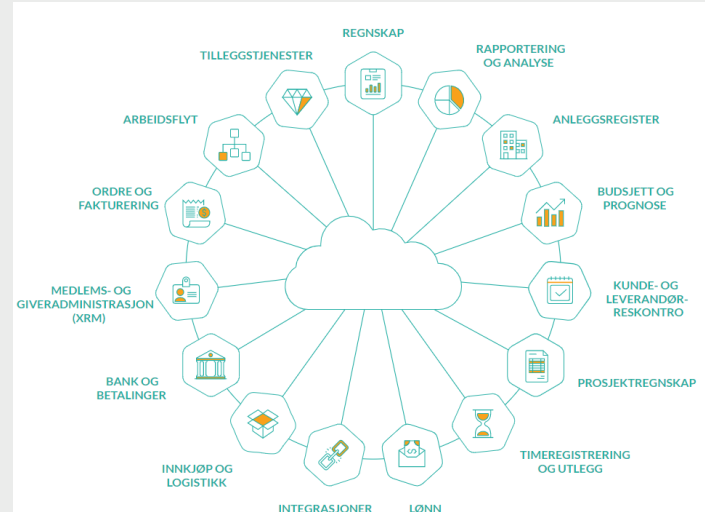 REGNSKAP
RAPPORTERING
OG ANALYSE
ANLEGGSREGISTER
BUDSJETT OG
PROGNOSE
KUNDE- OG
LEVERANDØR-
RESKONTRO
PROSJEKTREGNSKAP
TIMEREGISTRERING
OG UTLEGG
LØNN
INTEGRASJONER
INNKJØP OG
LOGISTIKK
BANK OG
BETALINGER
MEDLEMS- OG
GIVERADMINISTRASJON
(XRM)
ORDRE OG
FAKTURERING
ARBEIDSFLYT
TILLEGGSTJENESTER